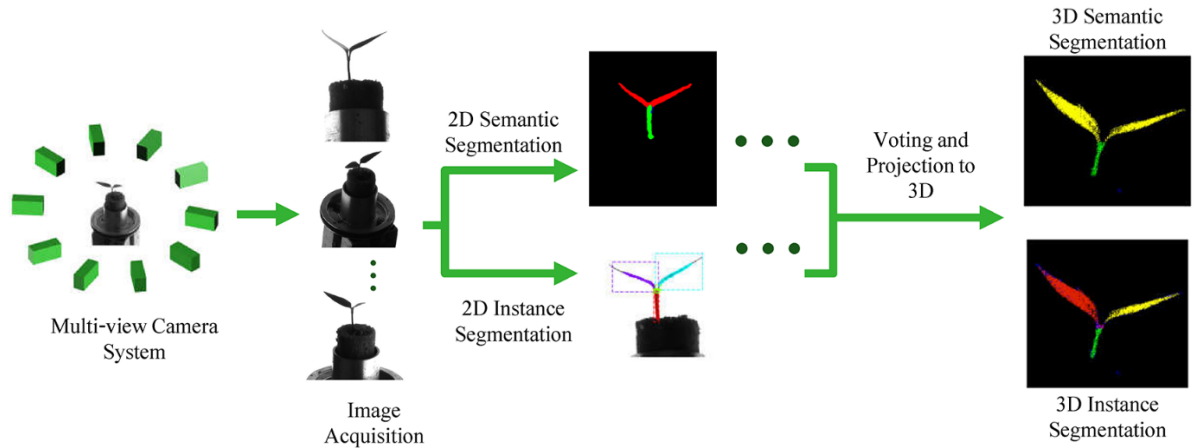 Multi-view Camera
System
Image
Acquisition
2D Semantic
Segmentation
2D Instance
Segmentation
Voting and
Projection to
3D
3D Semantic
Segmentation
3D Instance
Segmentation